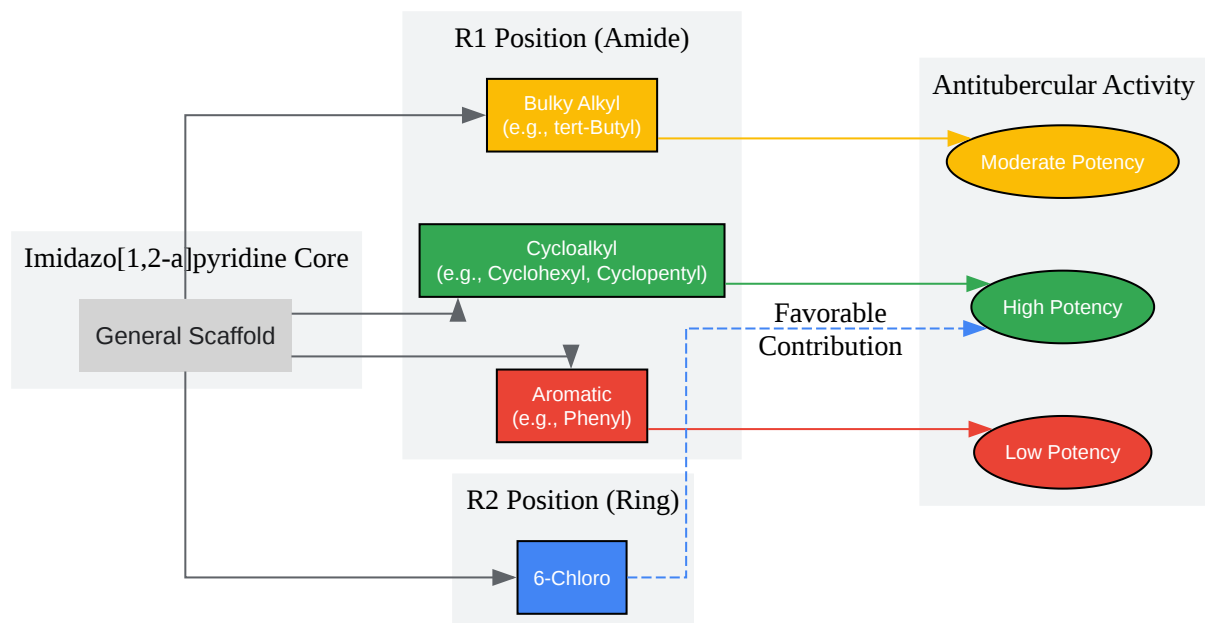 R1 Position (Amide)
Bulky Alkyl
(e.g., tert-Butyl)
Antitubercular Activity
Moderate Potency
Imidazo[1,2-a]pyridine Core
General Scaffold
Cycloalkyl
(e.g., Cyclohexyl, Cyclopentyl)
High Potency
Favorable
Contribution
Aromatic
(e.g., Phenyl)
Low Potency
R2 Position (Ring)
6-Chloro